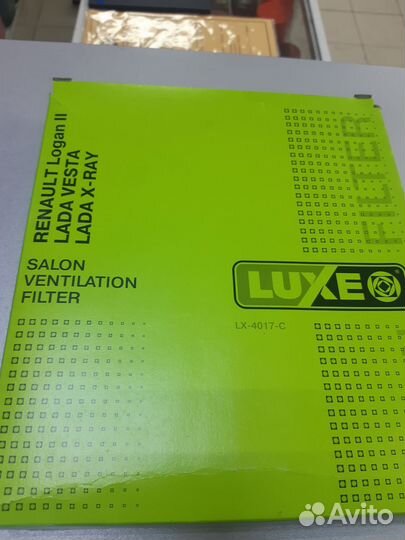 RENAULT Logan II
LADA VESTA
LADA X-RAY
SALON
VENTILATION
FILTER
FILTER
LUXE
LX-4017-C
Avito